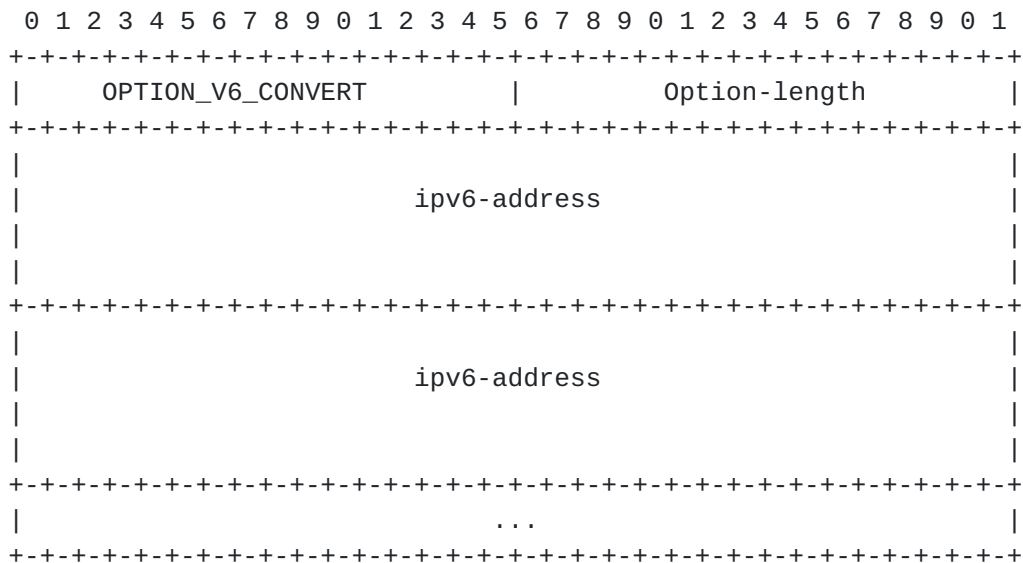 0 1 2 3 4 5 6 7 8 9 0 1 2 3 4 5 6 7 8 9 0 1 2 3 4 5 6 7 8 9 0 1
+-+-+-+-+-+-+-+-+-+-+-+-+-+-+-+-+-+-+-+-+-+-+-+-+-+-+-+-+-+-+-+-+
|     OPTION_V6_CONVERT         |         Option-length         |
+-+-+-+-+-+-+-+-+-+-+-+-+-+-+-+-+-+-+-+-+-+-+-+-+-+-+-+-+-+-+-+-+
|                                                               |
|                         ipv6-address                          |
|                                                               |
|                                                               |
+-+-+-+-+-+-+-+-+-+-+-+-+-+-+-+-+-+-+-+-+-+-+-+-+-+-+-+-+-+-+-+-+
|                                                               |
|                         ipv6-address                          |
|                                                               |
|                                                               |
+-+-+-+-+-+-+-+-+-+-+-+-+-+-+-+-+-+-+-+-+-+-+-+-+-+-+-+-+-+-+-+-+
|                              ...                              |
+-+-+-+-+-+-+-+-+-+-+-+-+-+-+-+-+-+-+-+-+-+-+-+-+-+-+-+-+-+-+-+-+